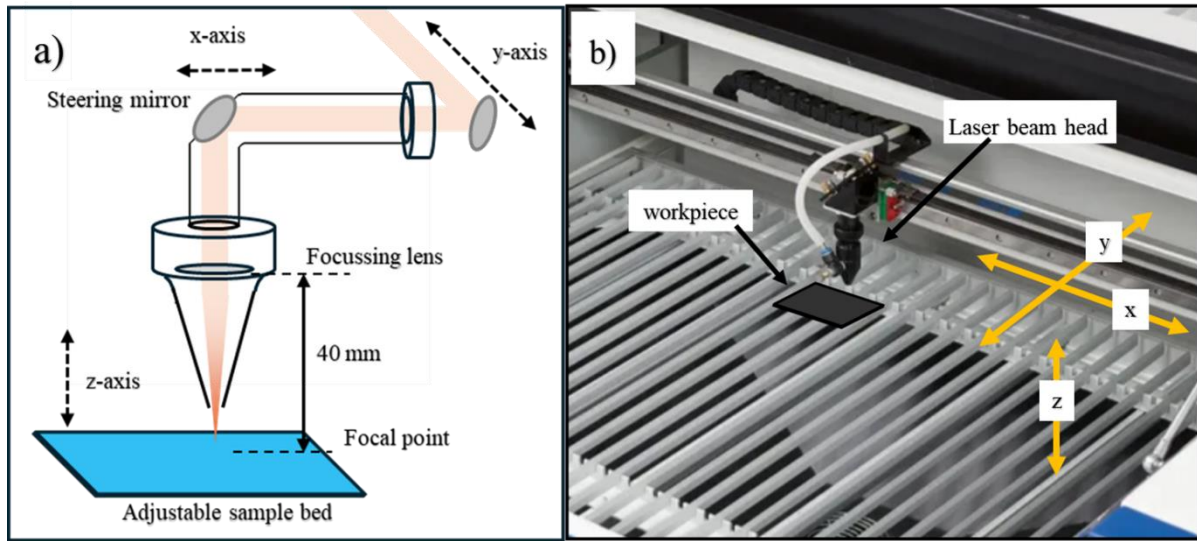 a)
x-axis
y-axis
Steering mirror
Focussing lens
40 mm
z-axis
Focal point
Adjustable sample bed
b)
Laser beam head
workpiece
y
x
z